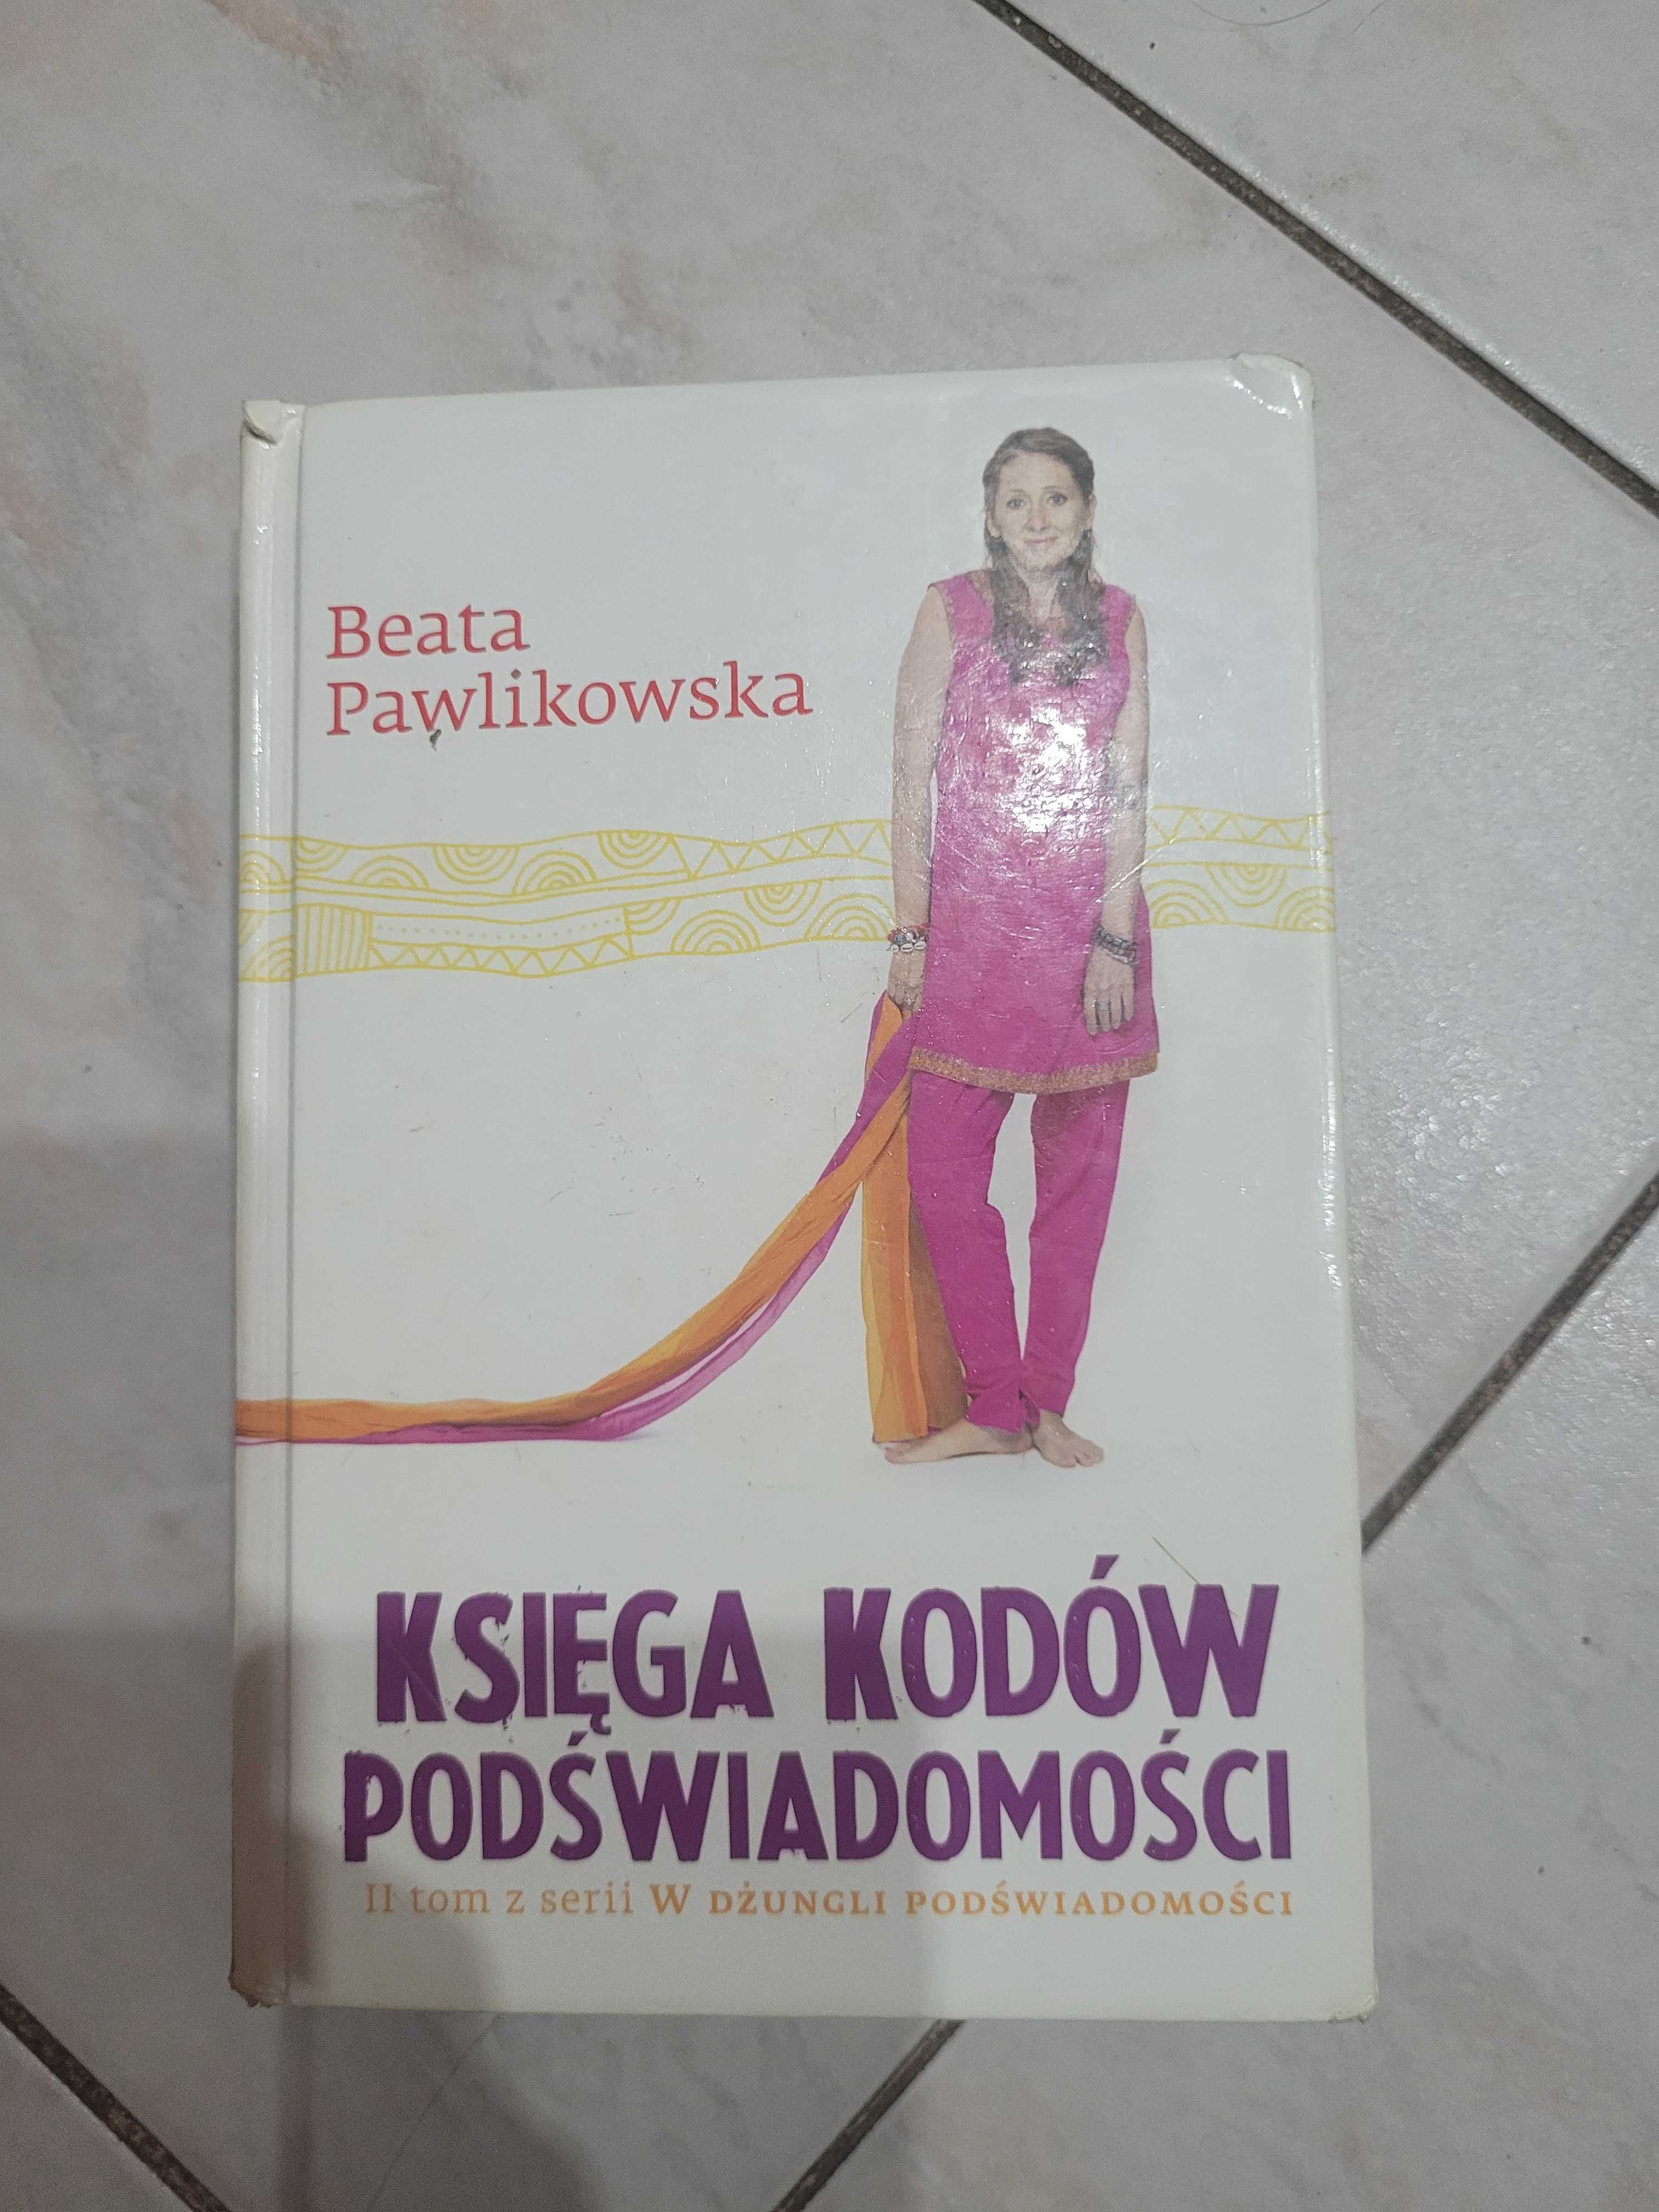 Beata
Pawlikowska
KSIĘGA KODÓW
PODŚWIADOMOŚCI
II tom z serii W DŻUNGLI PODŚWIADOMOŚCI